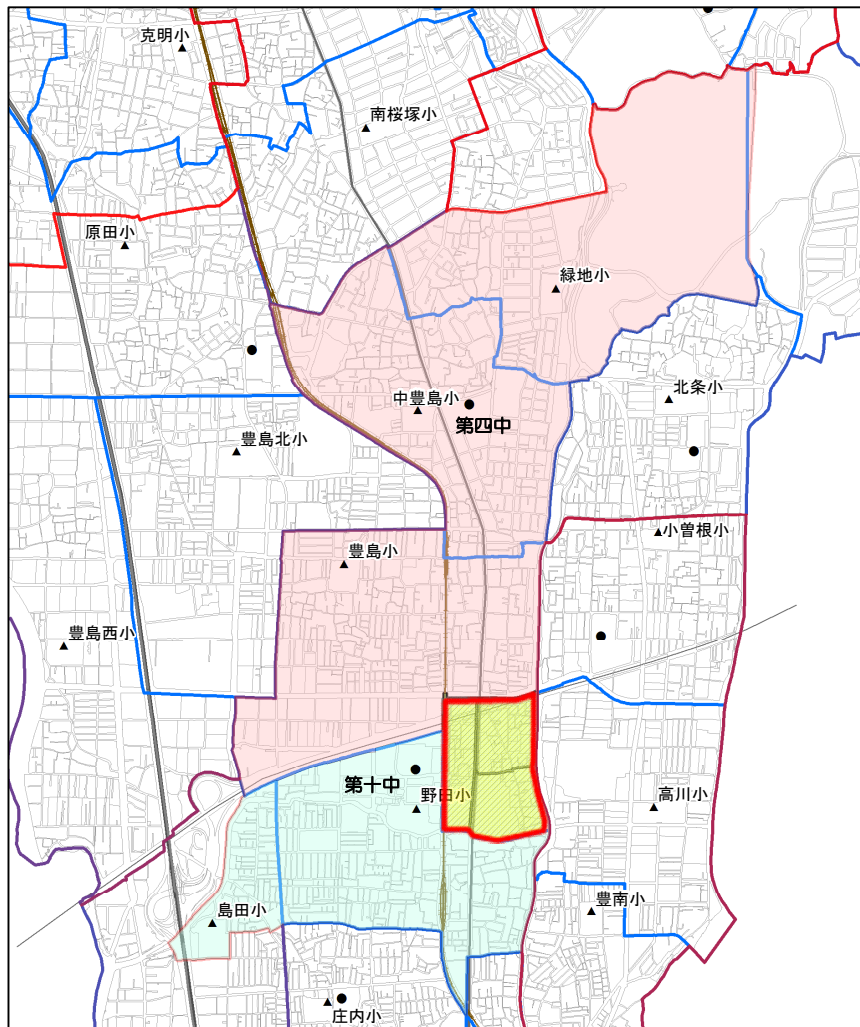 克明小
南桜塚小
原田小
緑地小
中豊島小
第四中
北条小
豊島北小
小曽根小
豊島小
豊島西小
第十中
野田小
高川小
島田小
豊南小
庄内小